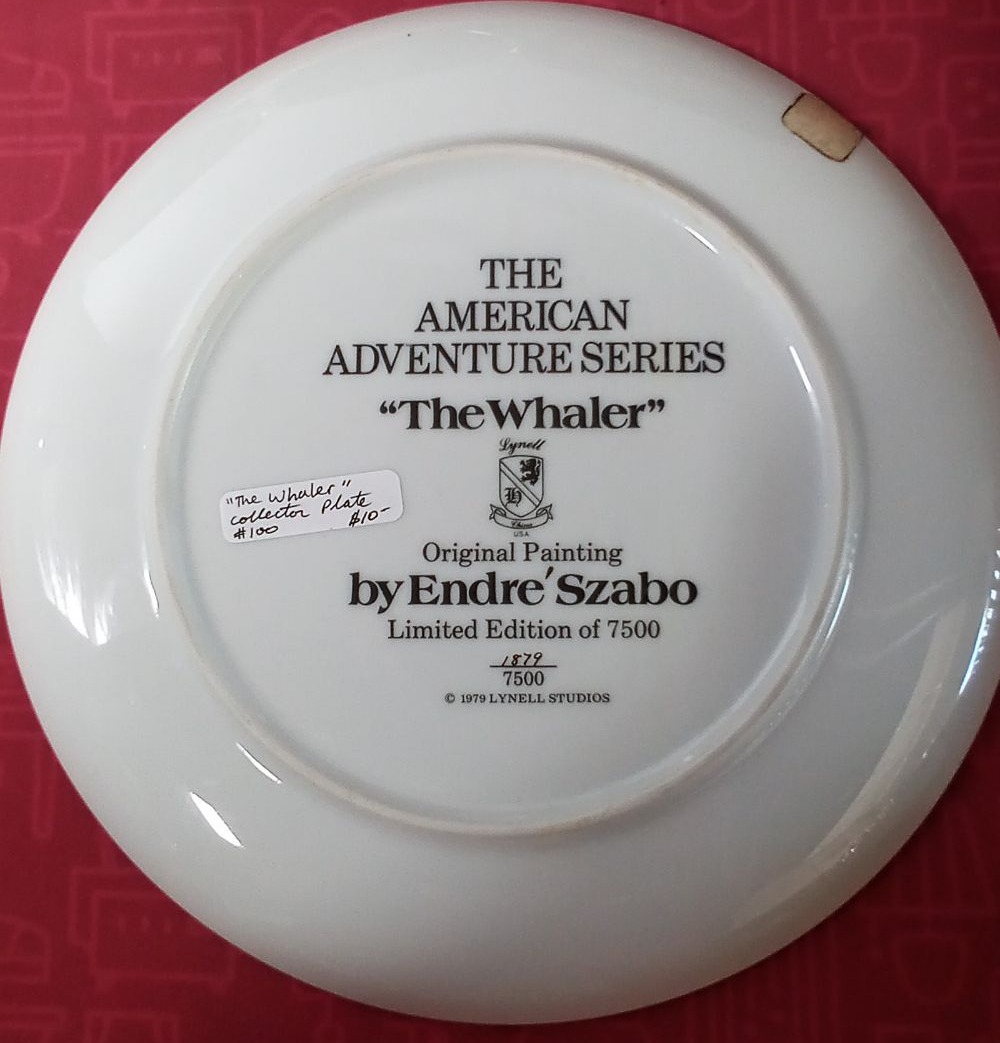 THE
AMERICAN
ADVENTURE SERIES
“The Whaler”
Lynell
H
China
USA
"The Whaler"
collector Plate
#100 $10-
Original Painting
by Endre´ Szabo
Limited Edition of 7500
1879
7500
© 1979 LYNELL STUDIOS